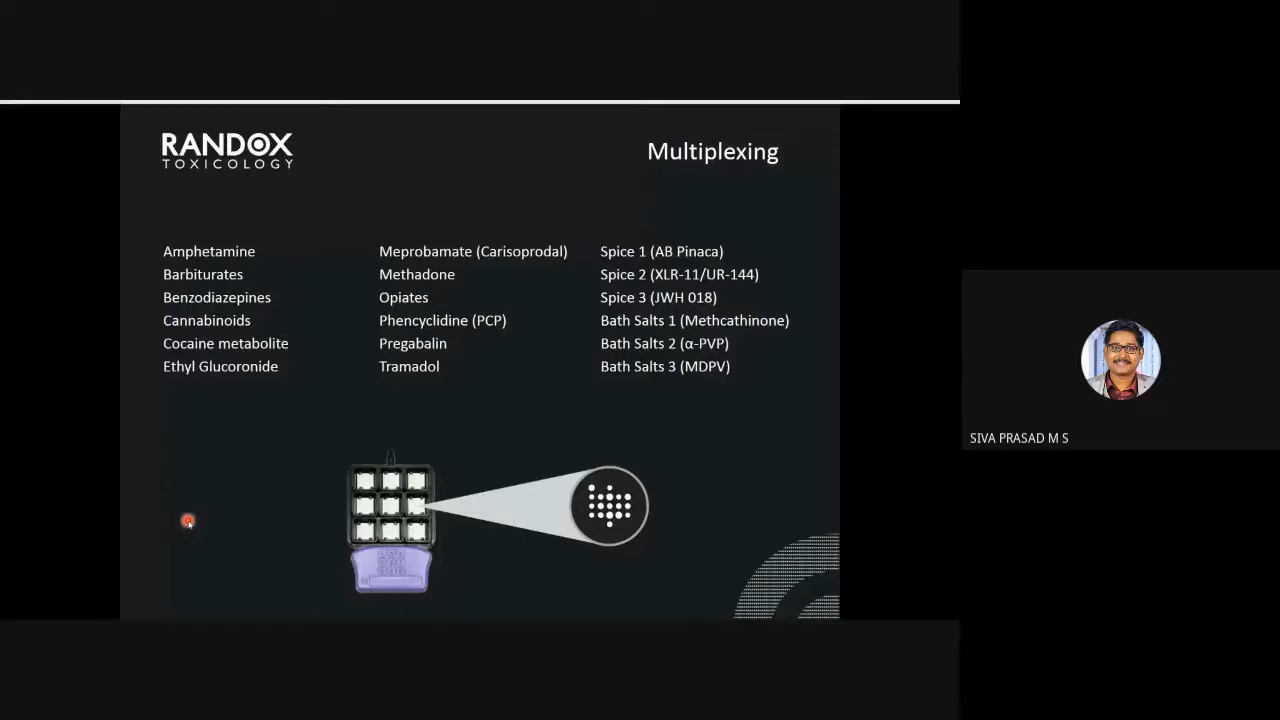 RANDOX
TOXICOLOGY
Multiplexing
Amphetamine
Barbiturates
Benzodiazepines
Cannabinoids
Cocaine metabolite
Ethyl Glucoronide
Meprobamate (Carisoprodal)
Methadone
Opiates
Phencyclidine (PCP)
Pregabalin
Tramadol
Spice 1 (AB Pinaca)
Spice 2 (XLR-11/UR-144)
Spice 3 (JWH 018)
Bath Salts 1 (Methcathinone)
Bath Salts 2 (α-PVP)
Bath Salts 3 (MDPV)
SIVA PRASAD M S